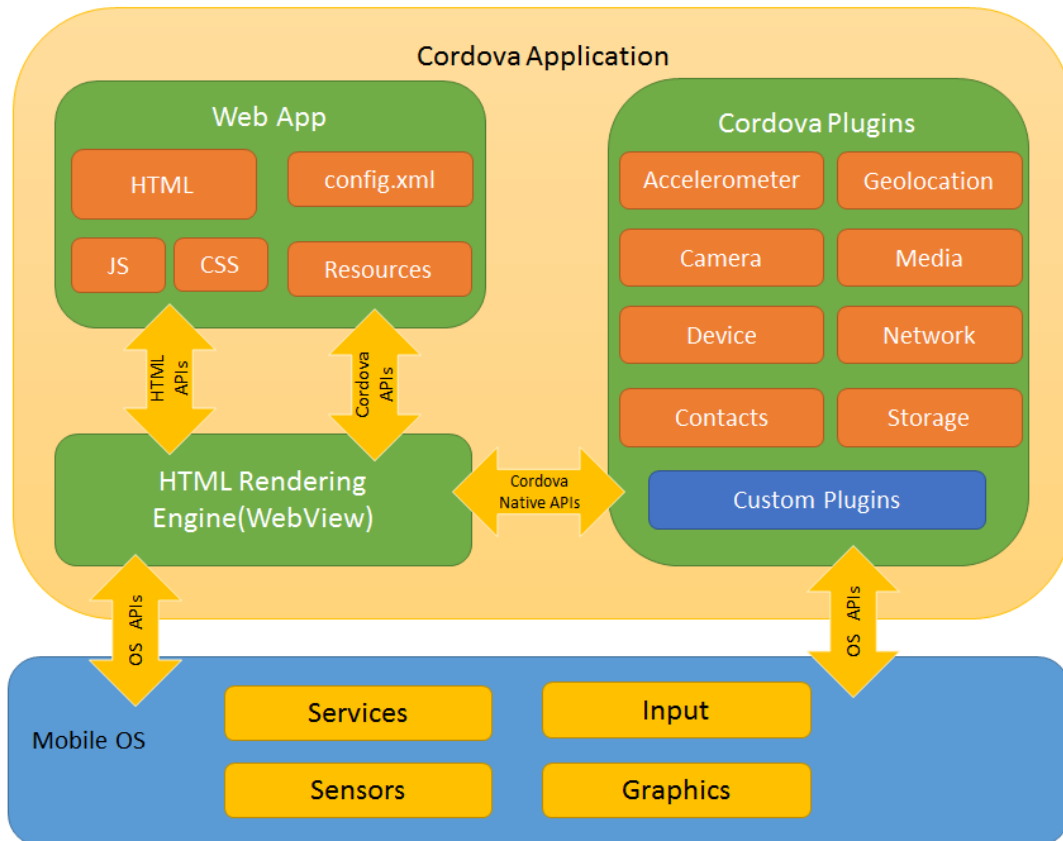 Cordova Application
Web App
HTML
config.xml
JS
CSS
Resources
HTML
APIs
Cordova
APIs
HTML Rendering
Engine(WebView)
Cordova
Native APIs
Cordova Plugins
Accelerometer
Geolocation
Camera
Media
Device
Network
Contacts
Storage
Custom Plugins
OS APIs
OS APIs
Mobile OS
Services
Input
Sensors
Graphics